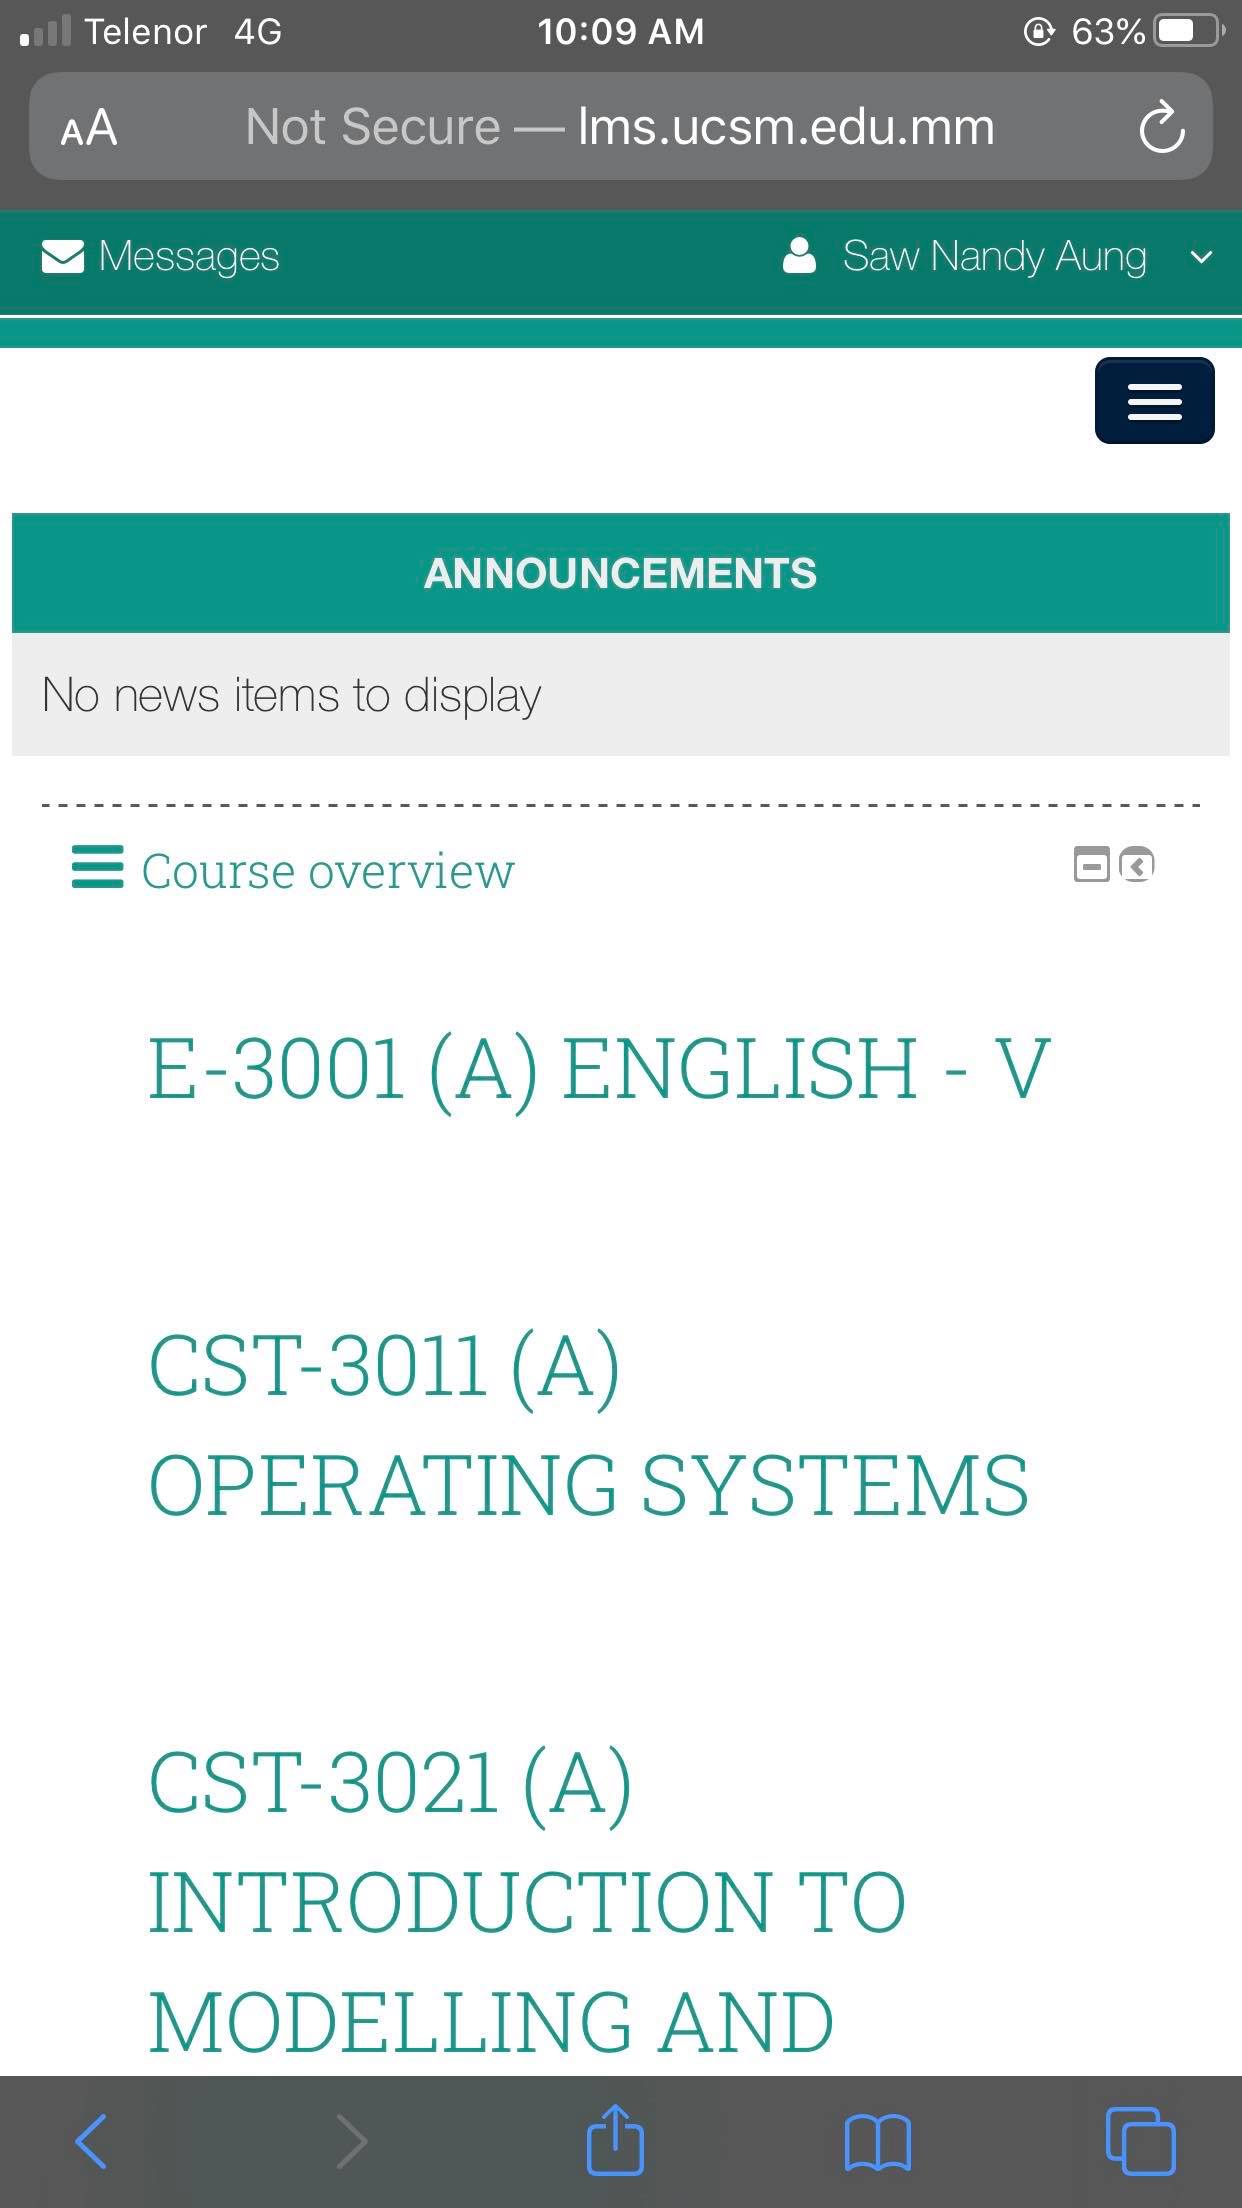 Telenor 4G 10:09 AM 63%
AA Not Secure — lms.ucsm.edu.mm
Messages Saw Nandy Aung
ANNOUNCEMENTS
No news items to display
Course overview
E-3001 (A) ENGLISH - V
CST-3011 (A)
OPERATING SYSTEMS
CST-3021 (A)
INTRODUCTION TO
MODELLING AND